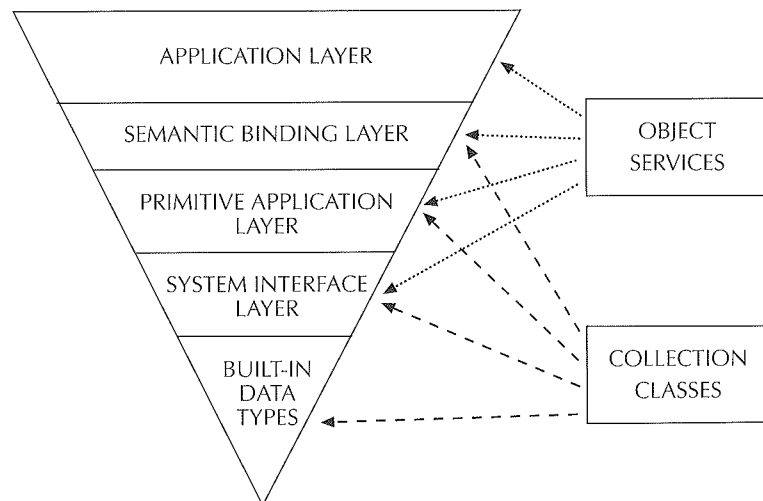 APPLICATION LAYER
SEMANTIC BINDING LAYER
PRIMITIVE APPLICATION
LAYER
SYSTEM INTERFACE
LAYER
BUILT-IN
DATA
TYPES
OBJECT
SERVICES
COLLECTION
CLASSES